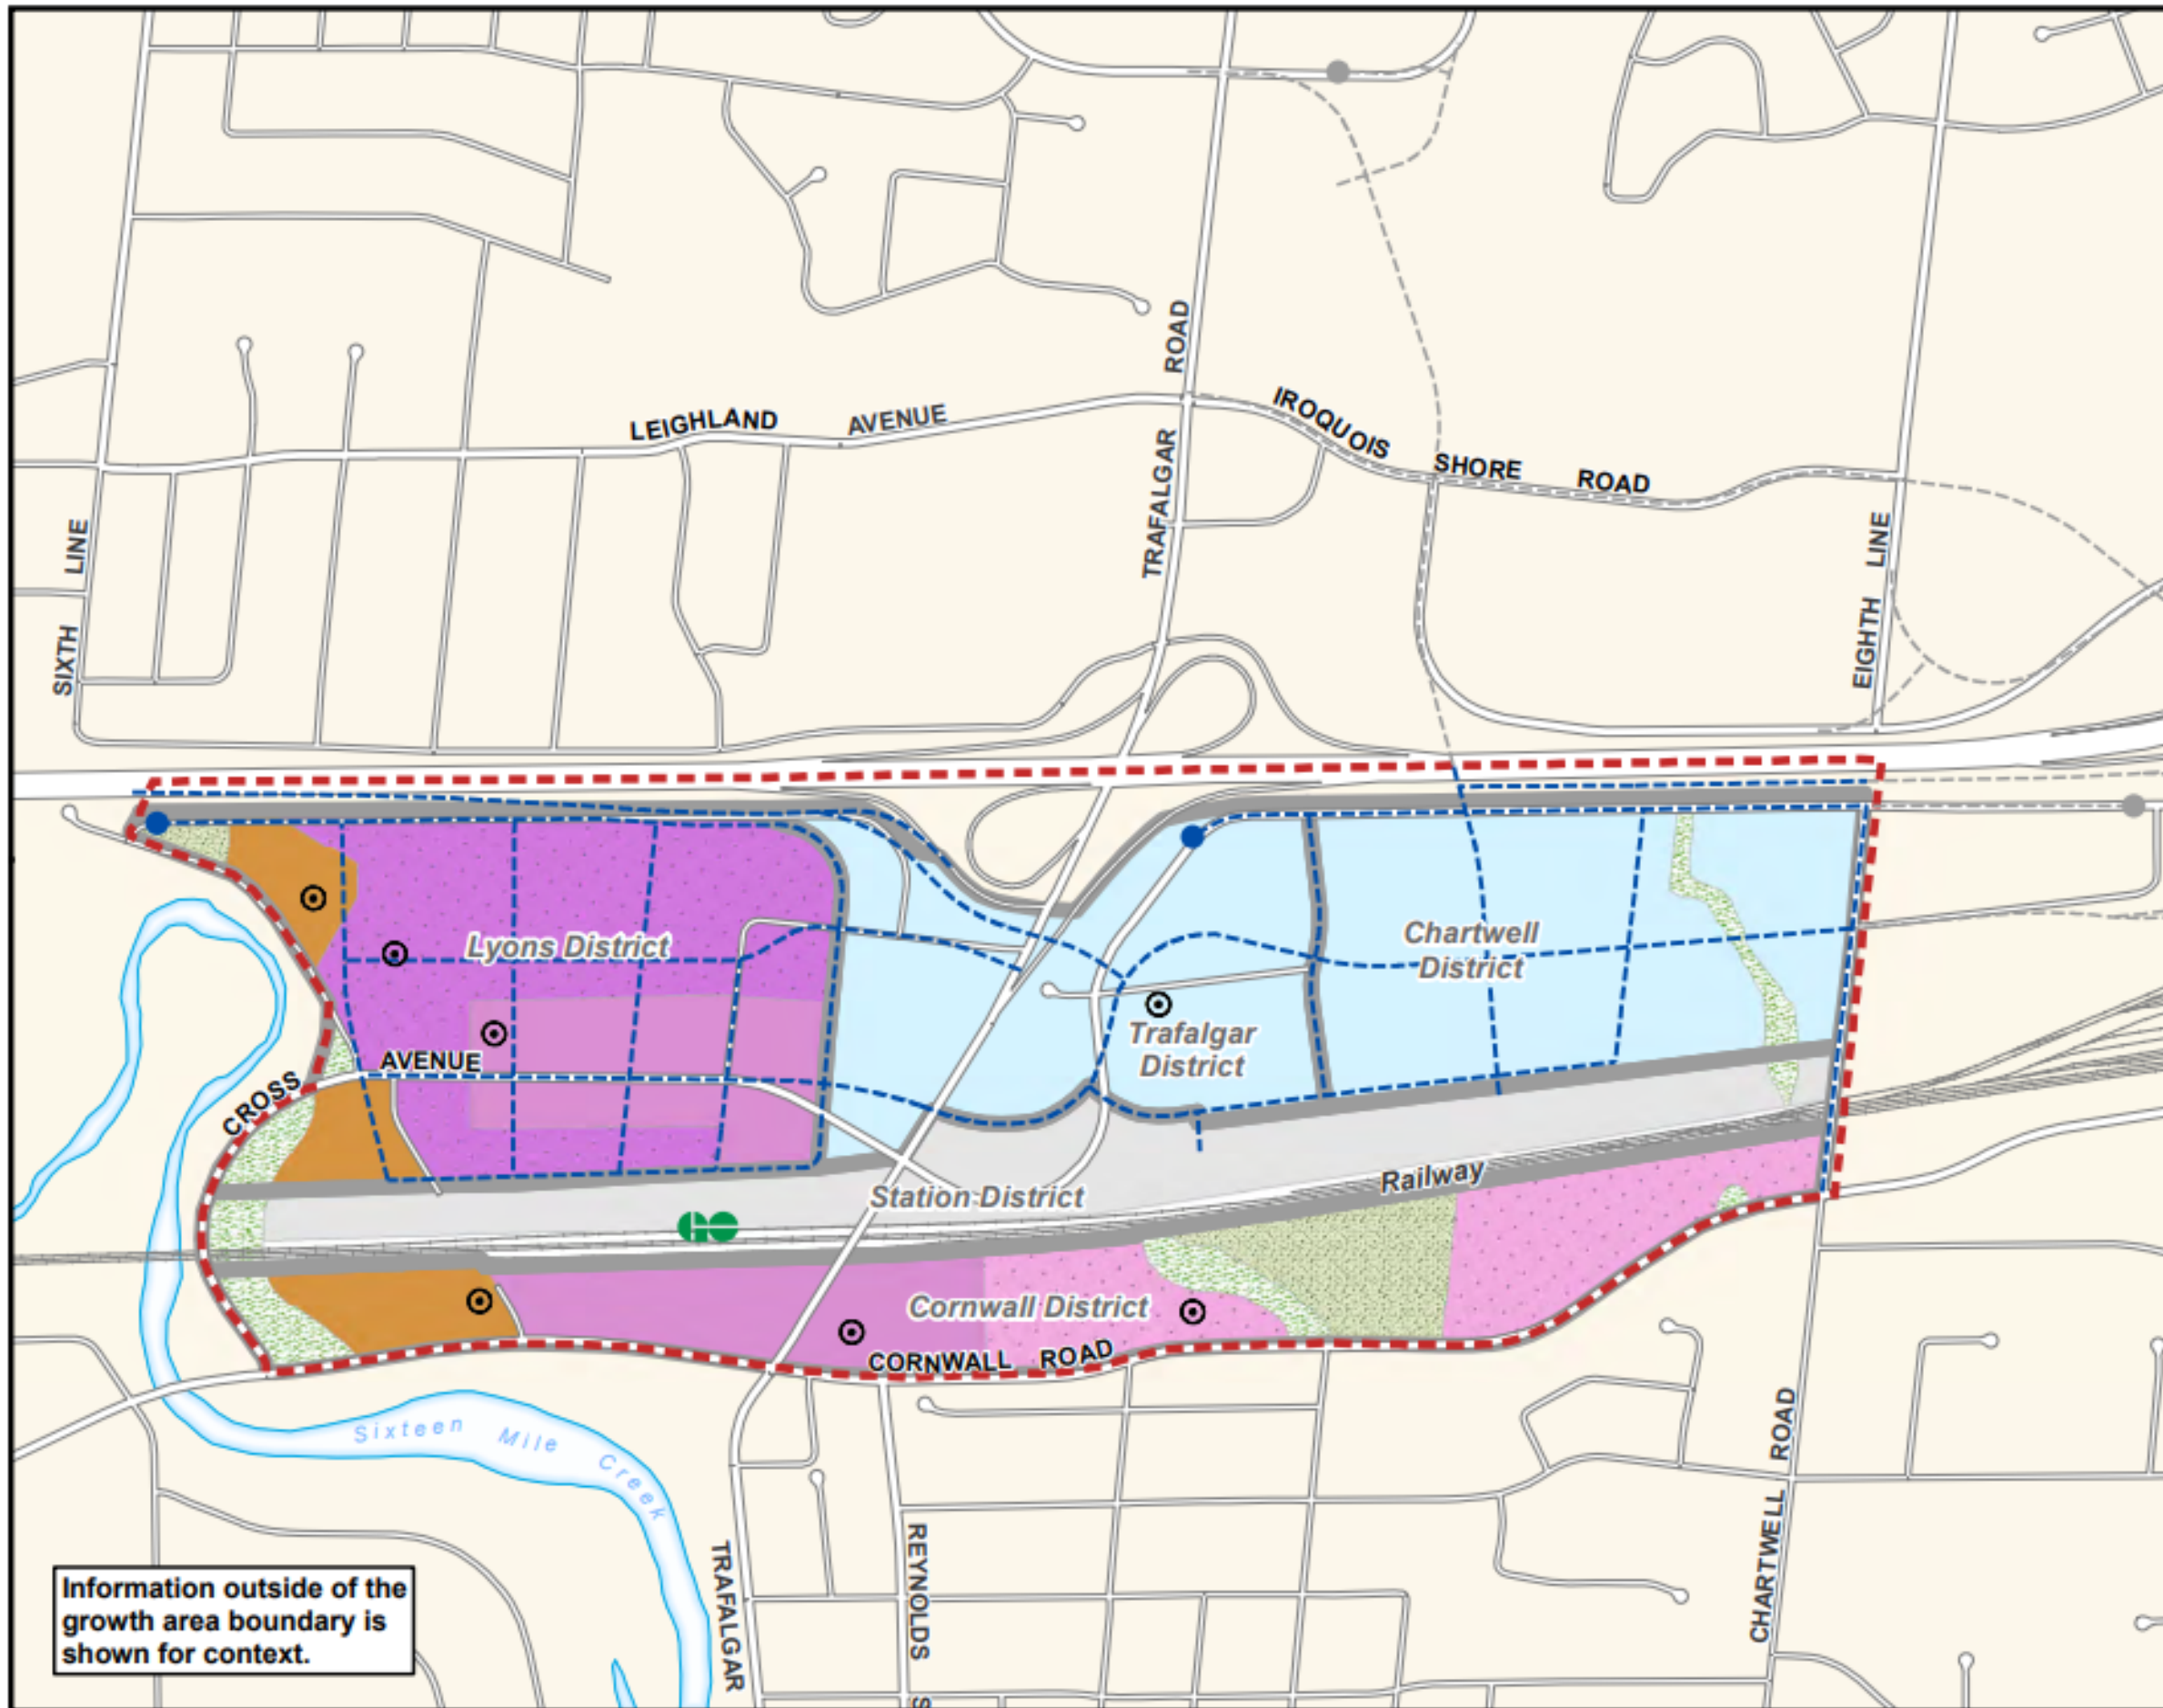 ROAD
IROQUOIS
LEIGHLAND AVENUE
SHORE ROAD
TRAFALGAR
SIXTH LINE
EIGHTH LINE
Lyons District
Chartwell
District
Trafalgar
District
AVENUE
CROSS
Station District
Railway
GO
Cornwall District
CORNWALL ROAD
Sixteen Mile Creek
CHARTWELL ROAD
TRAFALGAR
REYNOLDS S
Information outside of the
growth area boundary is
shown for context.